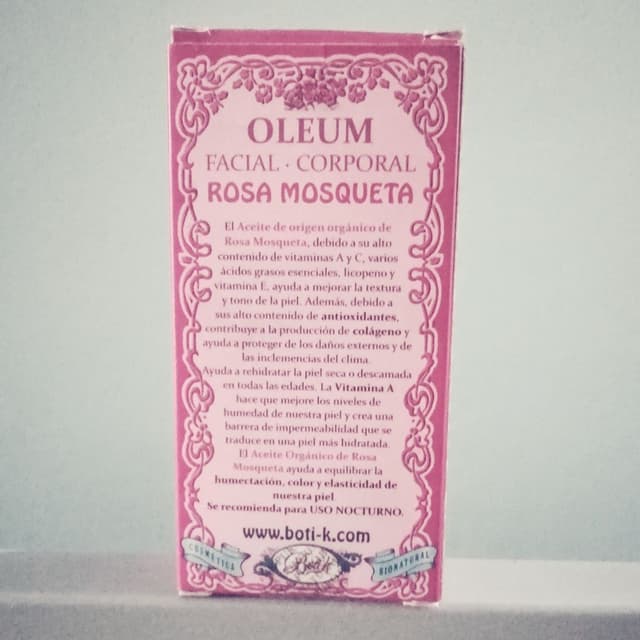 OLEUM
FACIAL · CORPORAL
ROSA MOSQUETA
El Aceite de origen orgánico de
Rosa Mosqueta, debido a su alto
contenido de vitaminas A y C, varios
ácidos grasos esenciales, licopeno y
vitamina E, ayuda a mejorar la textura
y tono de la piel. Además, debido a
sus alto contenido de antioxidantes,
contribuye a la producción de colágeno y
ayuda a proteger de los daños externos y de
las inclemencias del clima.
Ayuda a rehidratar la piel seca o descamada
en todas las edades. La Vitamina A
hace que mejore los niveles de
humedad de nuestra piel y crea una
barrera de impermeabilidad que se
traduce en una piel más hidratada.
El Aceite Orgánico de Rosa
Mosqueta ayuda a equilibrar la
humectación, color y elasticidad de
nuestra piel
Se recomienda para USO NOCTURNO.
www.boti-k.com
COSMÉTICA
Boti-k
BIONATURAL